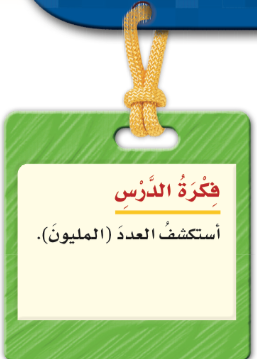 فِكْرَةُ الدَّرْسِ
أستكشفُ العددَ (المليونَ).